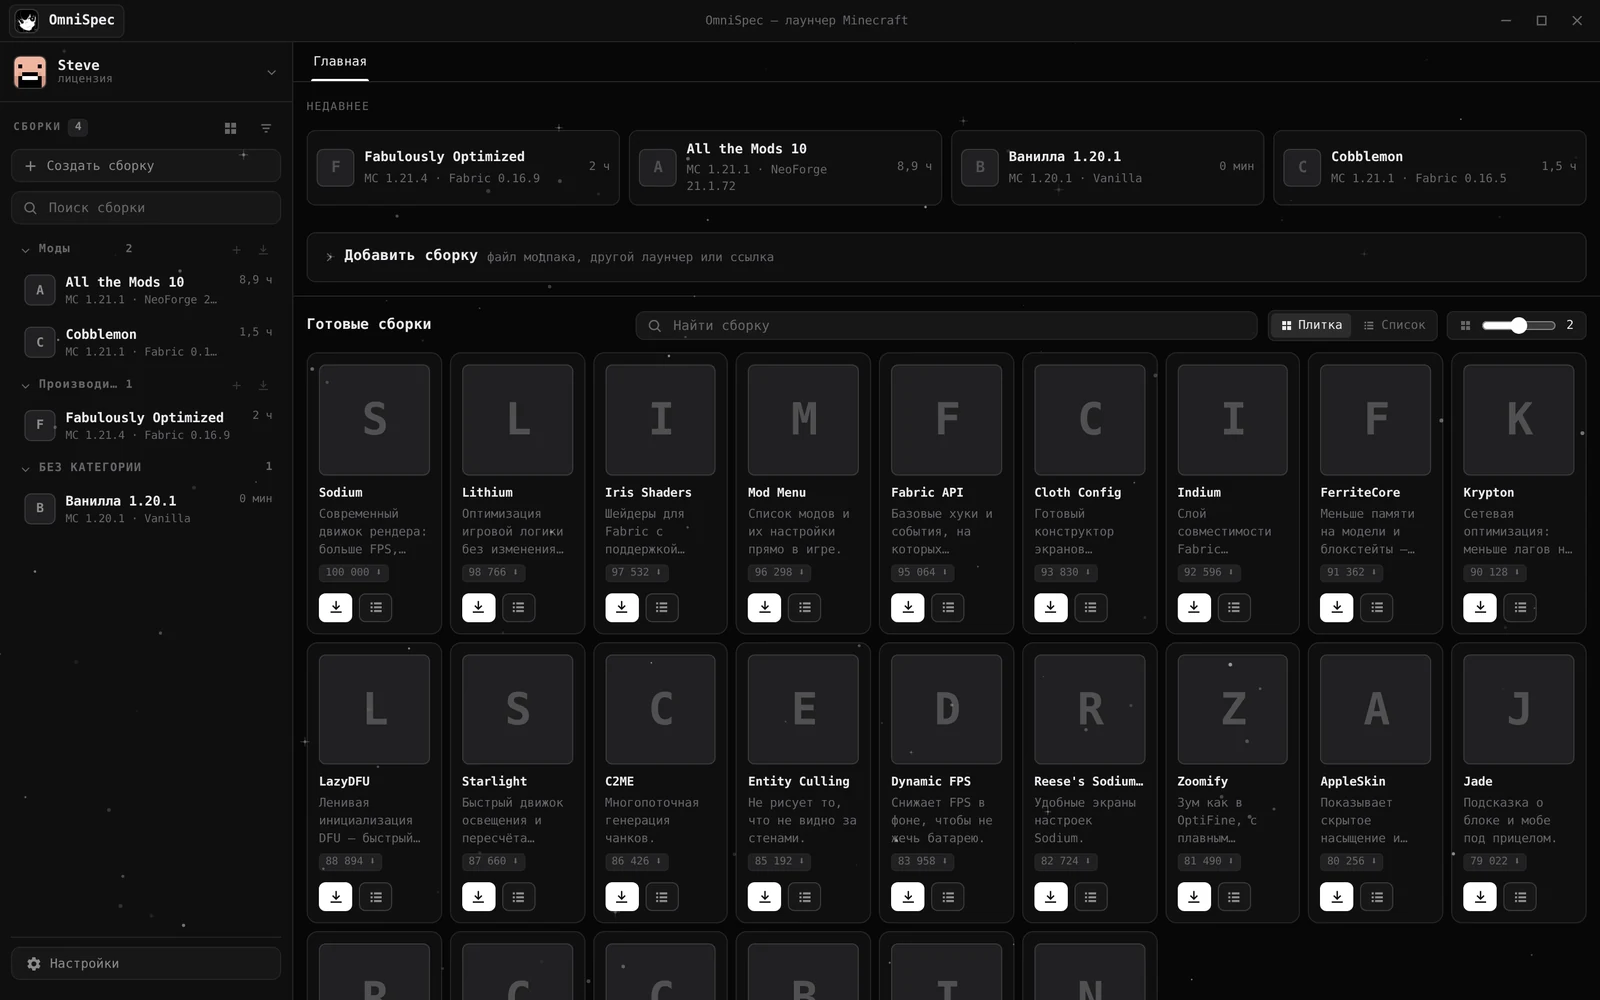 OmniSpec
OmniSpec — лаунчер Minecraft
Steve
лицензия
СБОРКИ 4
Создать сборку
Поиск сборки
Моды 2
A
All the Mods 10
8,9 ч
MC 1.21.1 · NeoForge 2…
C
Cobblemon
1,5 ч
MC 1.21.1 · Fabric 0.1…
Производи… 1
F
Fabulously Optimized
2 ч
MC 1.21.4 · Fabric 0.16.9
БЕЗ КАТЕГОРИИ 1
В
Ванилла 1.20.1
0 мин
MC 1.20.1 · Vanilla
Настройки
Главная
НЕДАВНЕЕ
F
Fabulously Optimized
MC 1.21.4 · Fabric 0.16.9
2 ч
A
All the Mods 10
MC 1.21.1 · NeoForge
21.1.72
8,9 ч
В
Ванилла 1.20.1
MC 1.20.1 · Vanilla
0 мин
C
Cobblemon
MC 1.21.1 · Fabric 0.16.5
1,5 ч
Добавить сборку файл модпака, другой лаунчер или ссылка
Готовые сборки
Найти сборку
Плитка
Список
2
S
Sodium
Современный
движок рендера:
больше FPS,…
100 000 ⬇
L
Lithium
Оптимизация
игровой логики
без изменения…
98 766 ⬇
I
Iris Shaders
Шейдеры для
Fabric с
поддержкой…
97 532 ⬇
M
Mod Menu
Список модов и
их настройки
прямо в игре.
96 298 ⬇
F
Fabric API
Базовые хуки и
события, на
которых…
95 064 ⬇
C
Cloth Config
Готовый
конструктор
экранов…
93 830 ⬇
I
Indium
Слой
совместимости
Fabric…
92 596 ⬇
F
FerriteCore
Меньше памяти
на модели и
блокстейты —…
91 362 ⬇
K
Krypton
Сетевая
оптимизация:
меньше лагов н…
90 128 ⬇
L
LazyDFU
Ленивая
инициализация
DFU — быстрый…
88 894 ⬇
S
Starlight
Быстрый движок
освещения и
пересчёта…
87 660 ⬇
C
C2ME
Многопоточная
генерация
чанков.
86 426 ⬇
E
Entity Culling
Не рисует то,
что не видно за
стенами.
85 192 ⬇
D
Dynamic FPS
Снижает FPS в
фоне, чтобы не
жечь батарею.
83 958 ⬇
R
Reese's Sodium…
Удобные экраны
настроек
Sodium.
82 724 ⬇
Z
Zoomify
Зум как в
OptiFine, с
плавным…
81 490 ⬇
A
AppleSkin
Показывает
скрытое
насыщение и…
80 256 ⬇
J
Jade
Подсказка о
блоке и мобе
под прицелом.
79 022 ⬇